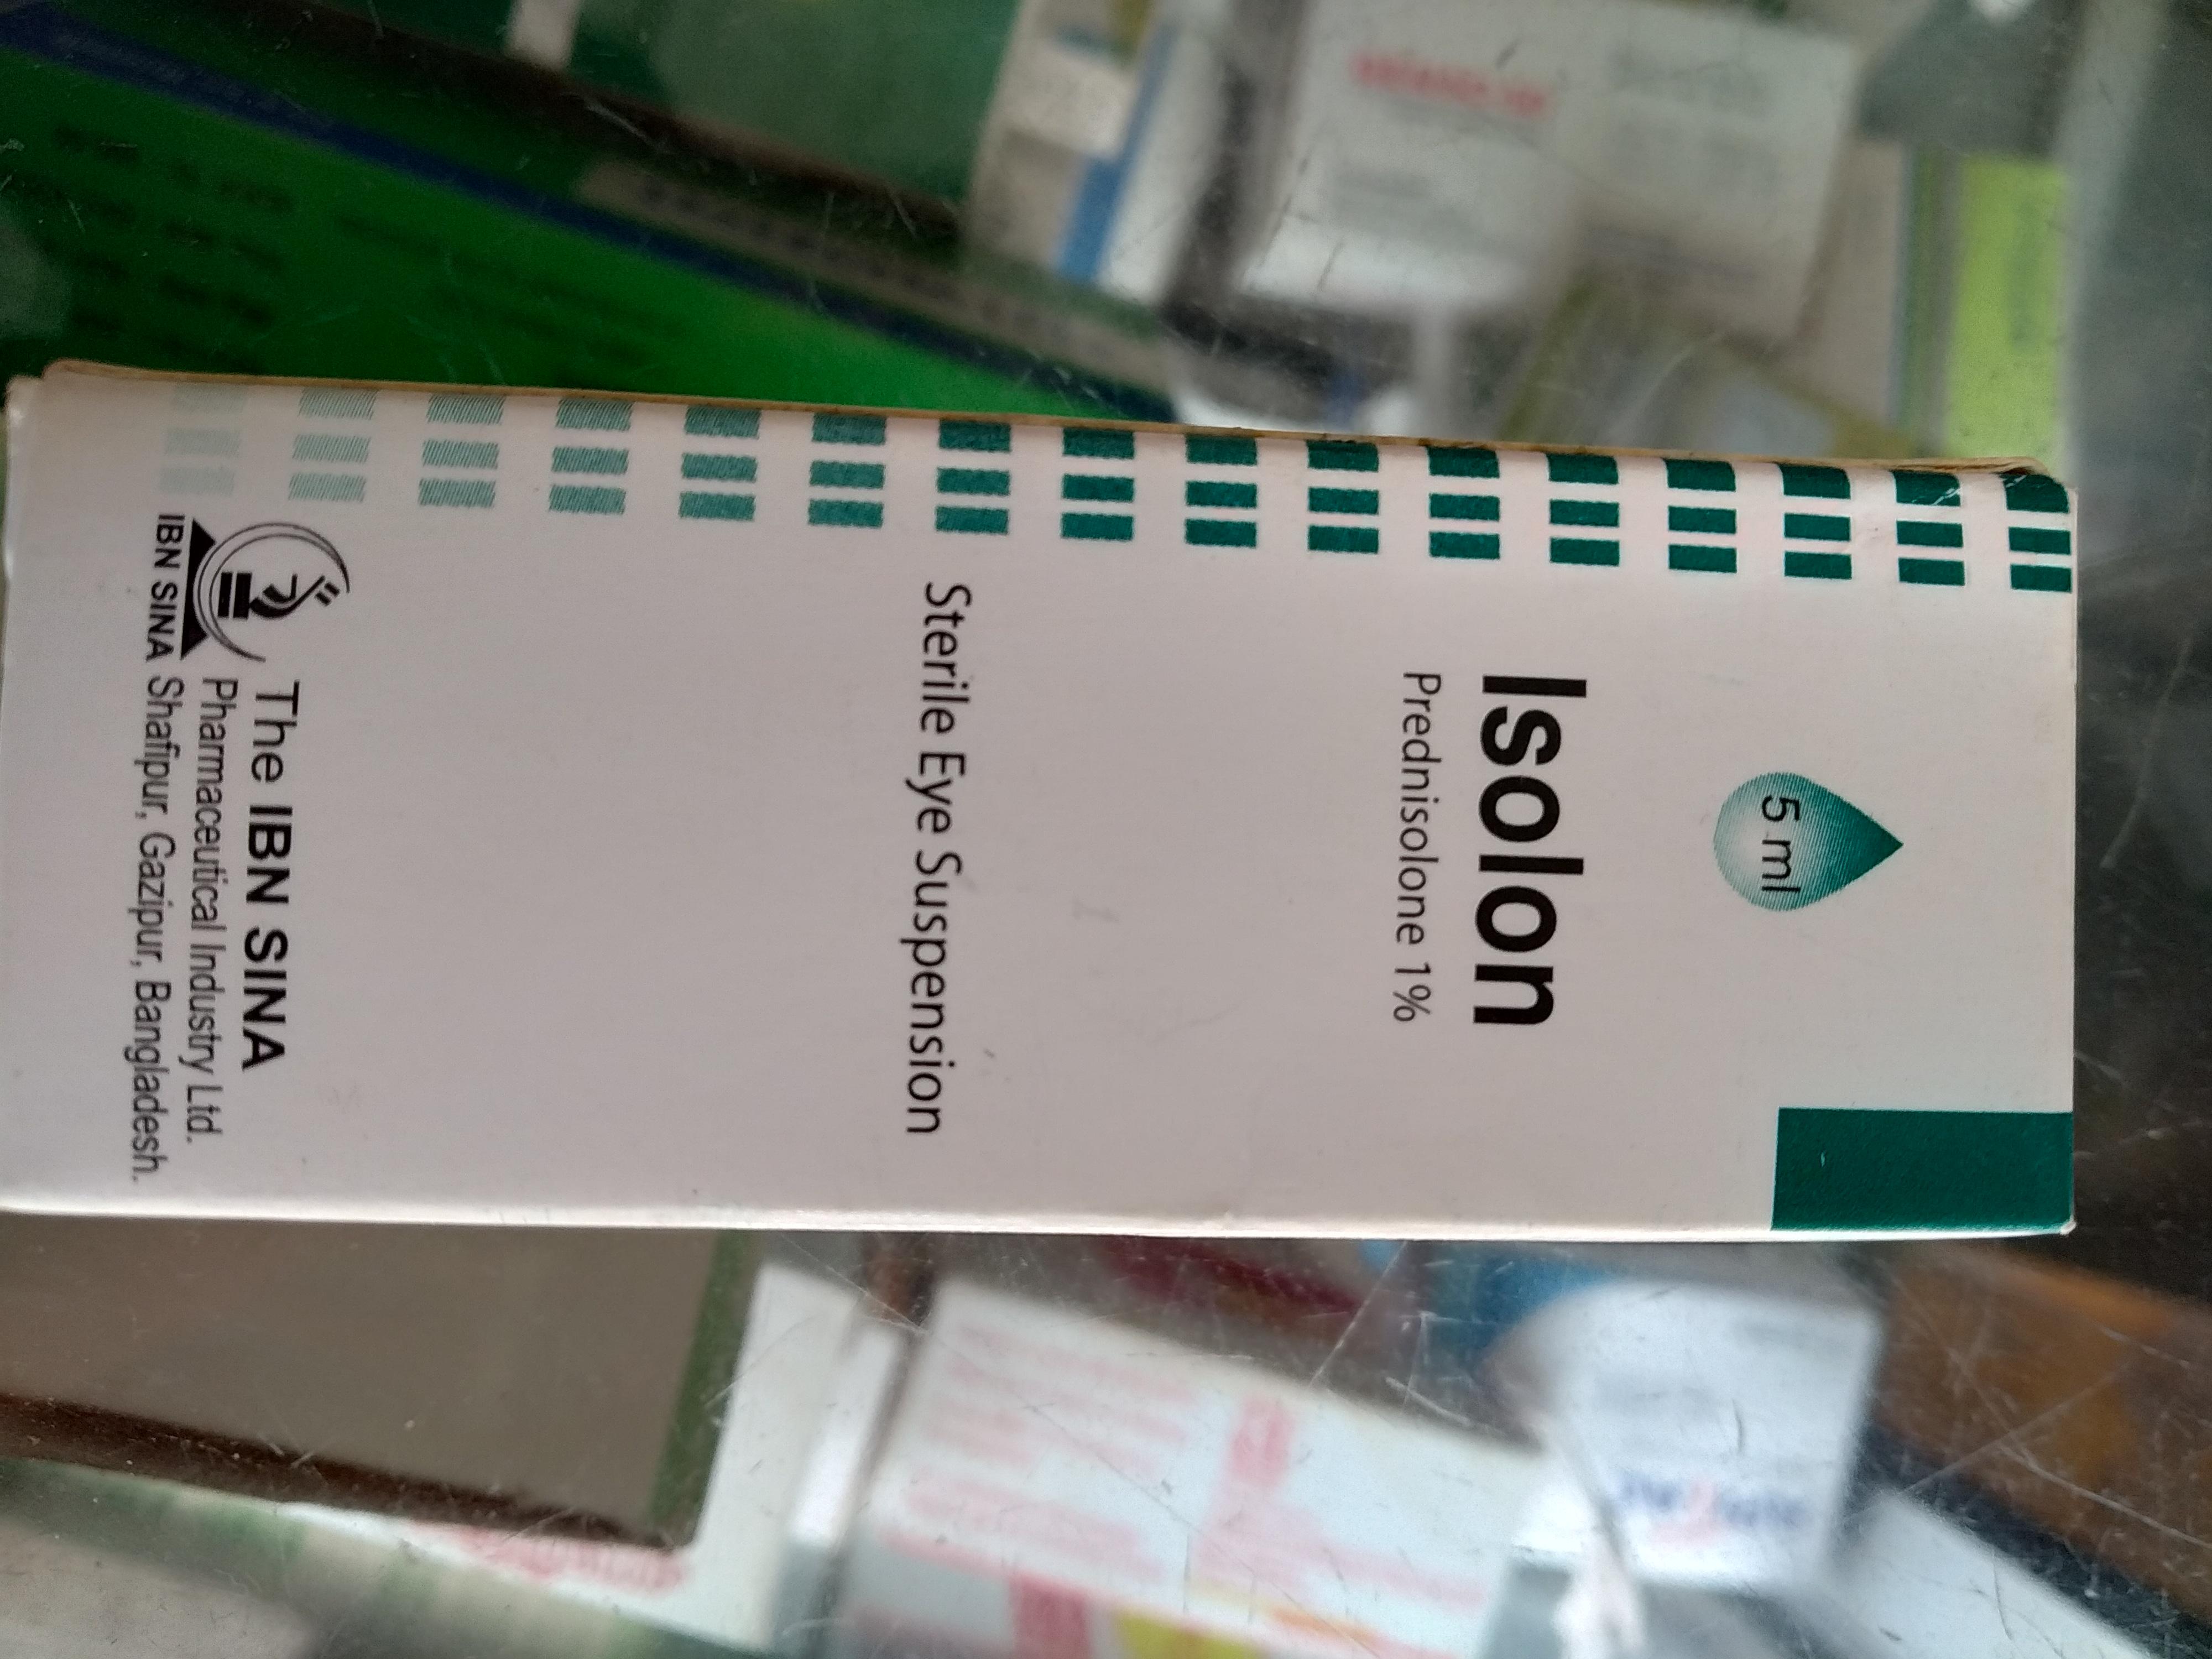 5 ml
Isolon
Prednisolone 1%
Sterile Eye Suspension
The IBN SINA
Pharmaceutical Industry Ltd.
IBN SINA
Shafipur, Gazipur, Bangladesh.